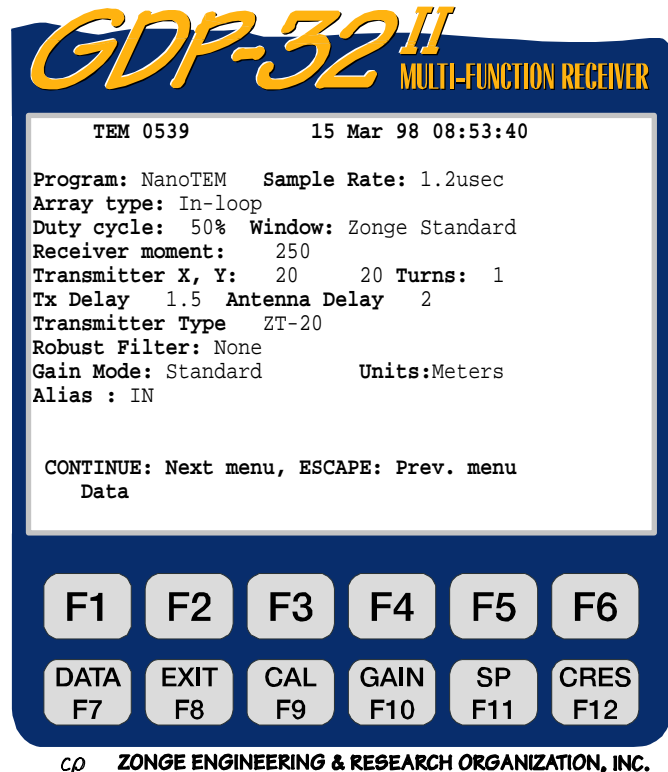 GDP-32 II
MULTI-FUNCTION RECEIVER
TEM 0539 15 Mar 98 08:53:40
Program: NanoTEM Sample Rate: 1.2usec
Array type: In-loop
Duty cycle: 50% Window: Zonge Standard
Receiver moment: 250
Transmitter X, Y: 20 20 Turns: 1
Tx Delay 1.5 Antenna Delay 2
Transmitter Type ZT-20
Robust Filter: None
Gain Mode: Standard Units:Meters
Alias : IN
CONTINUE: Next menu, ESCAPE: Prev. menu
Data
F1 F2 F3 F4 F5 F6
DATA EXIT CAL GAIN SP CRES
F7 F8 F9 F10 F11 F12
ZONGE ENGINEERING & RESEARCH ORGANIZATION, INC.